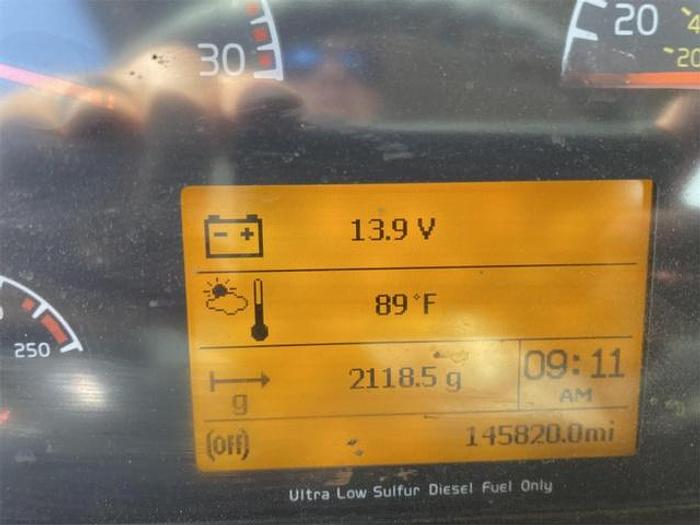 30
20
4
20
250
- +
13.9 V
89°F
2118.5 g
g
09:11
AM
(Off)
145820.0mi
Ultra Low Sulfur Diesel Fuel Only